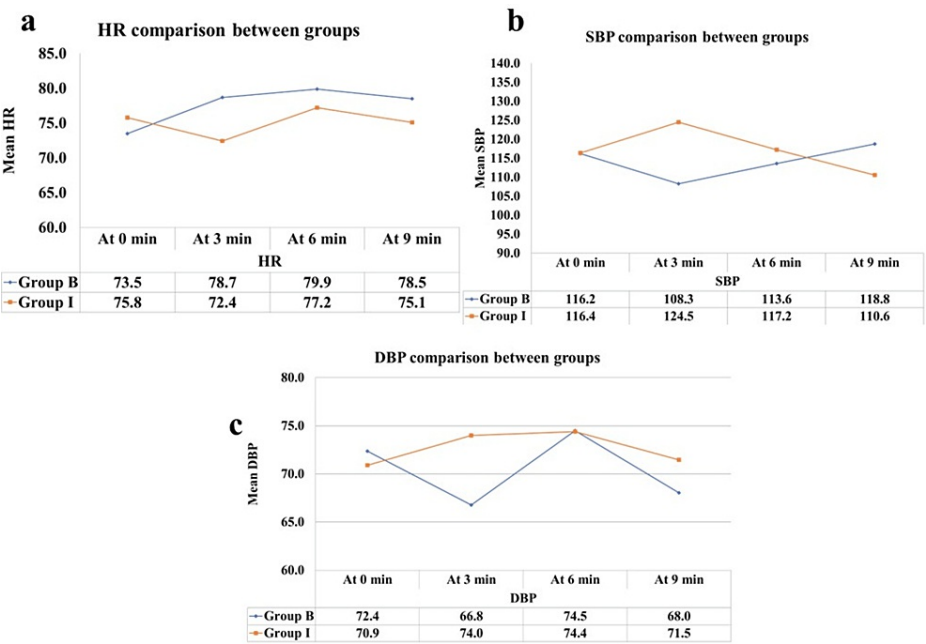 a
HR comparison between groups
Mean HR
85.0
80.0
75.0
70.0
65.0
60.0
At 0 min At 3 min At 6 min At 9 min
HR
Group B 73.5 78.7 79.9 78.5
Group I 75.8 72.4 77.2 75.1
b
SBP comparison between groups
Mean SBP
140.0
135.0
130.0
125.0
120.0
115.0
110.0
105.0
100.0
95.0
90.0
At 0 min At 3 min At 6 min At 9 min
SBP
Group B 116.2 108.3 113.6 118.8
Group I 116.4 124.5 117.2 110.6
c
DBP comparison between groups
Mean DBP
80.0
75.0
70.0
65.0
60.0
At 0 min At 3 min At 6 min At 9 min
DBP
Group B 72.4 66.8 74.5 68.0
Group I 70.9 74.0 74.4 71.5